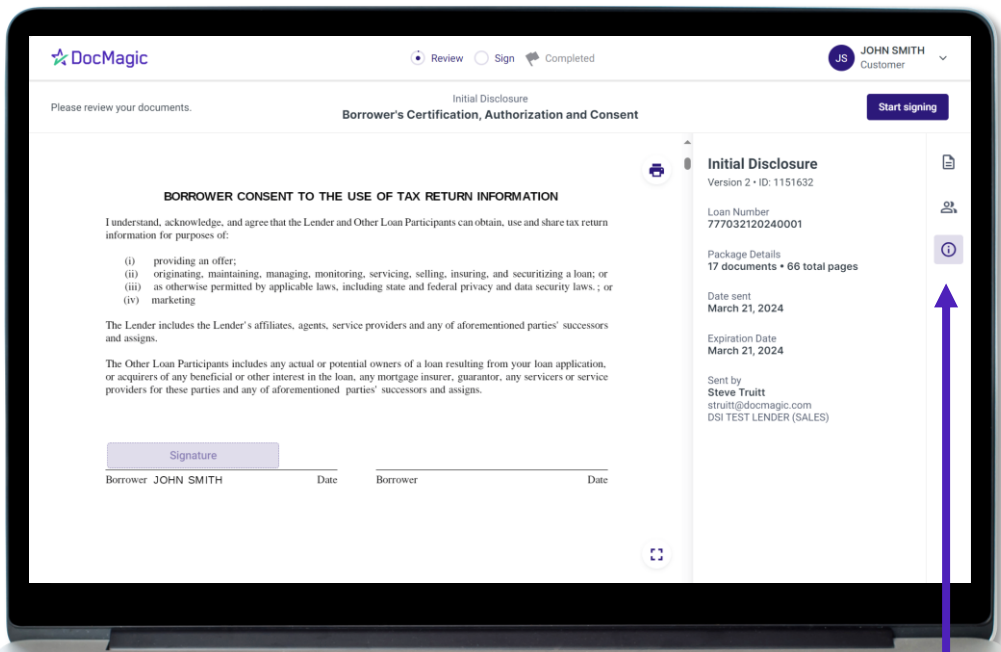 DocMagic
Review Sign Completed
JS
JOHN SMITH
Customer
Please review your documents.
Initial Disclosure
Borrower's Certification, Authorization and Consent
Start signing
BORROWER CONSENT TO THE USE OF TAX RETURN INFORMATION
I understand, acknowledge, and agree that the Lender and Other Loan Participants can obtain, use and share tax return
information for purposes of:
(i) providing an offer;
(ii) originating, maintaining, managing, monitoring, servicing, selling, insuring, and securitizing a loan; or
(iii) as otherwise permitted by applicable laws, including state and federal privacy and data security laws. ; or
(iv) marketing
The Lender includes the Lender's affiliates, agents, service providers and any of aforementioned parties' successors
and assigns.
The Other Loan Participants includes any actual or potential owners of a loan resulting from your loan application,
or acquirers of any beneficial or other interest in the loan, any mortgage insurer, guarantor, any servicers or service
providers for these parties and any of aforementioned parties' successors and assigns.
Signature
Borrower JOHN SMITH Date Borrower Date
Initial Disclosure
Version 2 • ID: 1151632
Loan Number
777032120240001
Package Details
17 documents • 66 total pages
Date sent
March 21, 2024
Expiration Date
March 21, 2024
Sent by
Steve Truitt
struitt@docmagic.com
DSI TEST LENDER (SALES)